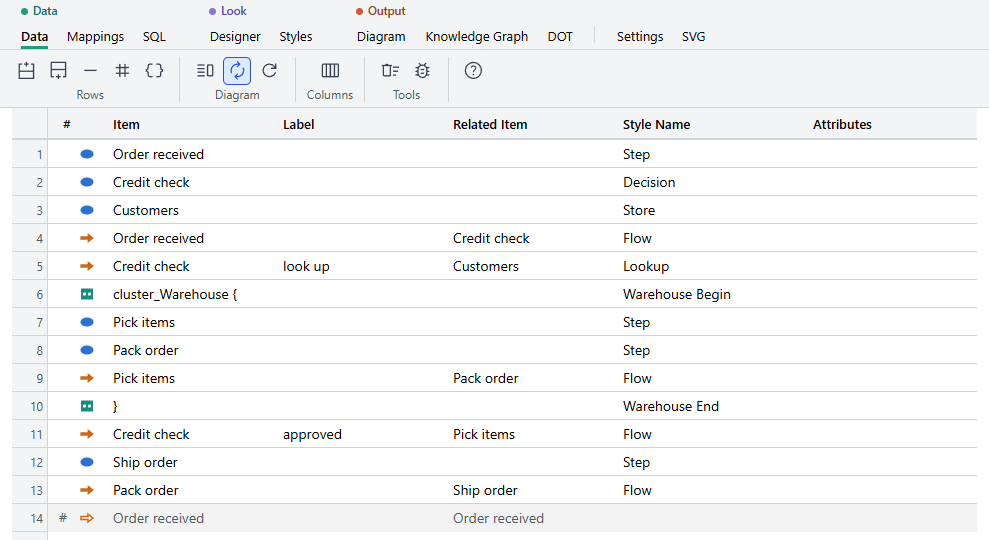 Data Look Output
Data Mappings SQL Designer Styles Diagram Knowledge Graph DOT Settings SVG
Rows Diagram Columns Tools
# Item Label Related Item Style Name Attributes
1 Order received Step
2 Credit check Decision
3 Customers Store
4 Order received Credit check Flow
5 Credit check look up Customers Lookup
6 cluster_Warehouse { Warehouse Begin
7 Pick items Step
8 Pack order Step
9 Pick items Pack order Flow
10 } Warehouse End
11 Credit check approved Pick items Flow
12 Ship order Step
13 Pack order Ship order Flow
14 # Order received Order received